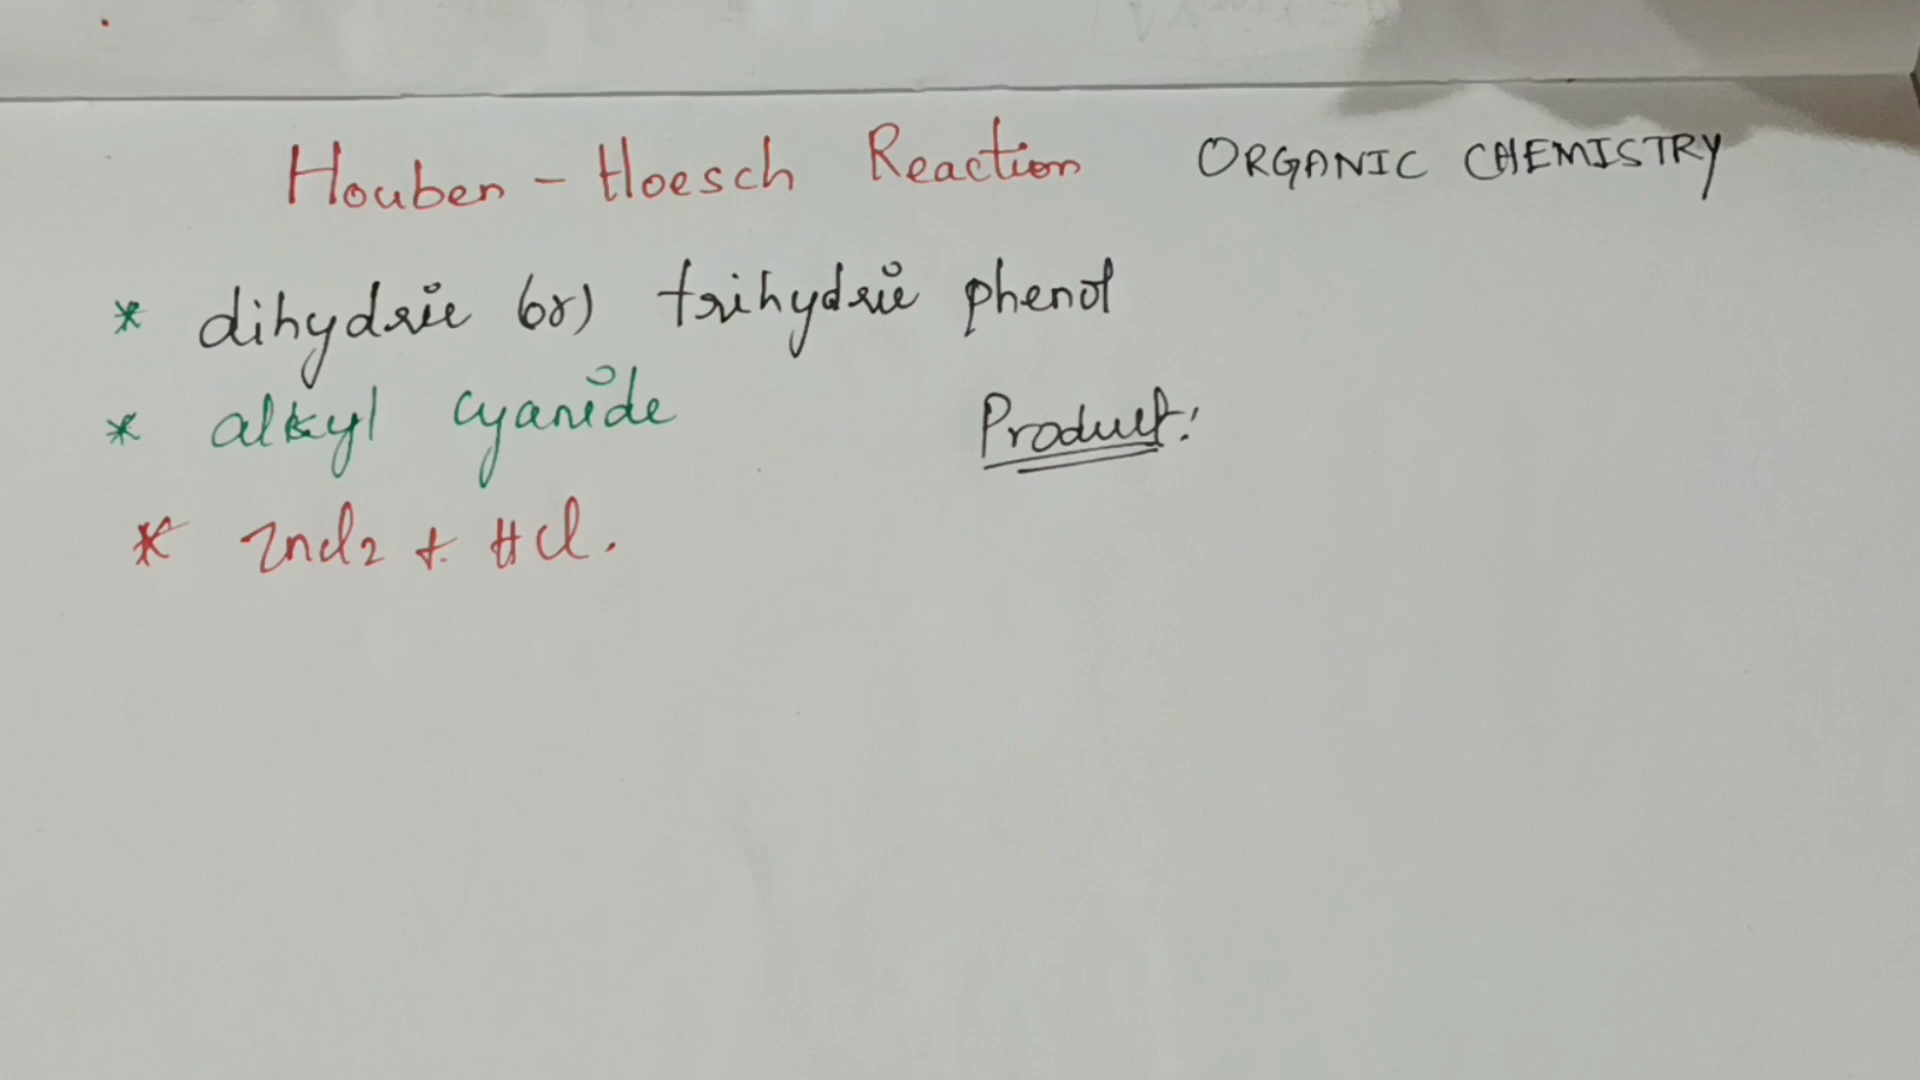 Houben - Hoesch Reaction ORGANIC CHEMISTRY
* dihydric (or) trihydric phenol
* alkyl cyanide
Product:
* ZnCl2 + HCl.